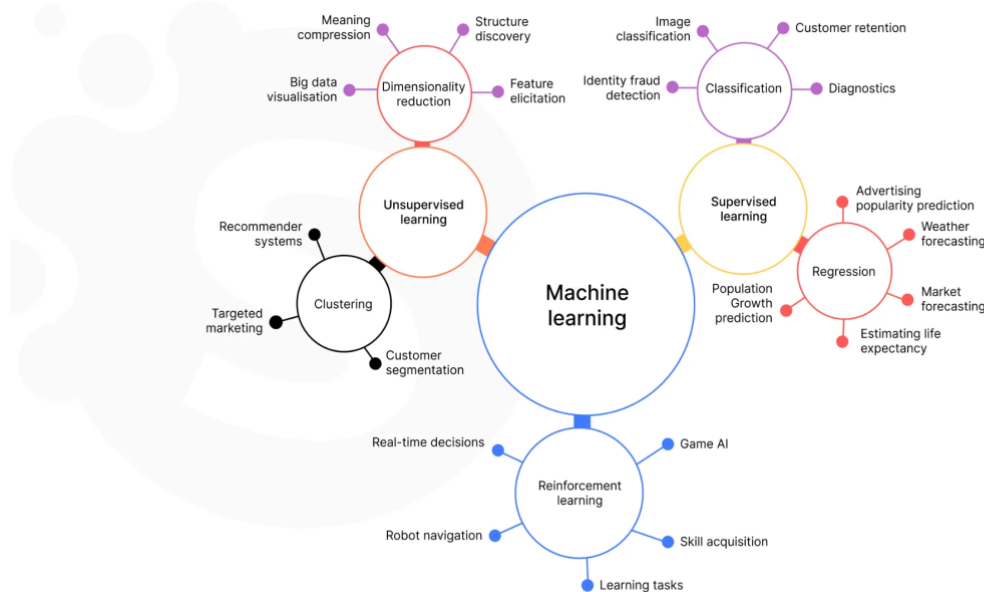 Meaning
compression
Structure
discovery
Big data
visualisation
Dimensionality
reduction
Feature
elicitation
Image
classification
Customer retention
Identity fraud
detection
Classification
Diagnostics
Unsupervised
learning
Supervised
learning
Recommender
systems
Clustering
Targeted
marketing
Customer
segmentation
Machine
learning
Advertising
popularity prediction
Weather
forecasting
Regression
Population
Growth
prediction
Market
forecasting
Estimating life
expectancy
Real-time decisions
Game AI
Reinforcement
learning
Robot navigation
Skill acquisition
Learning tasks